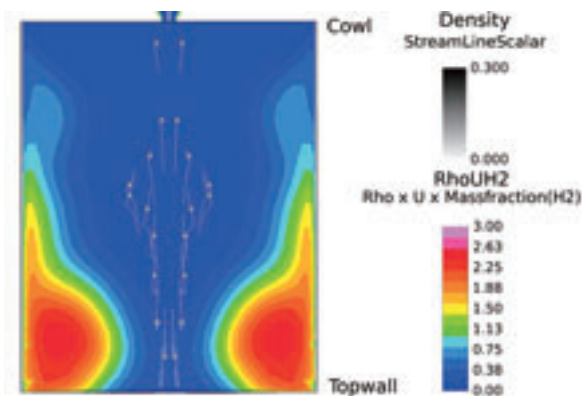 Cowl
Density
StreamLineScalar
0.300
0.000
RhoUH2
Rho x U x Massfraction(H2)
3.00
2.63
2.25
1.88
1.50
1.13
0.75
0.38
0.00
Topwall